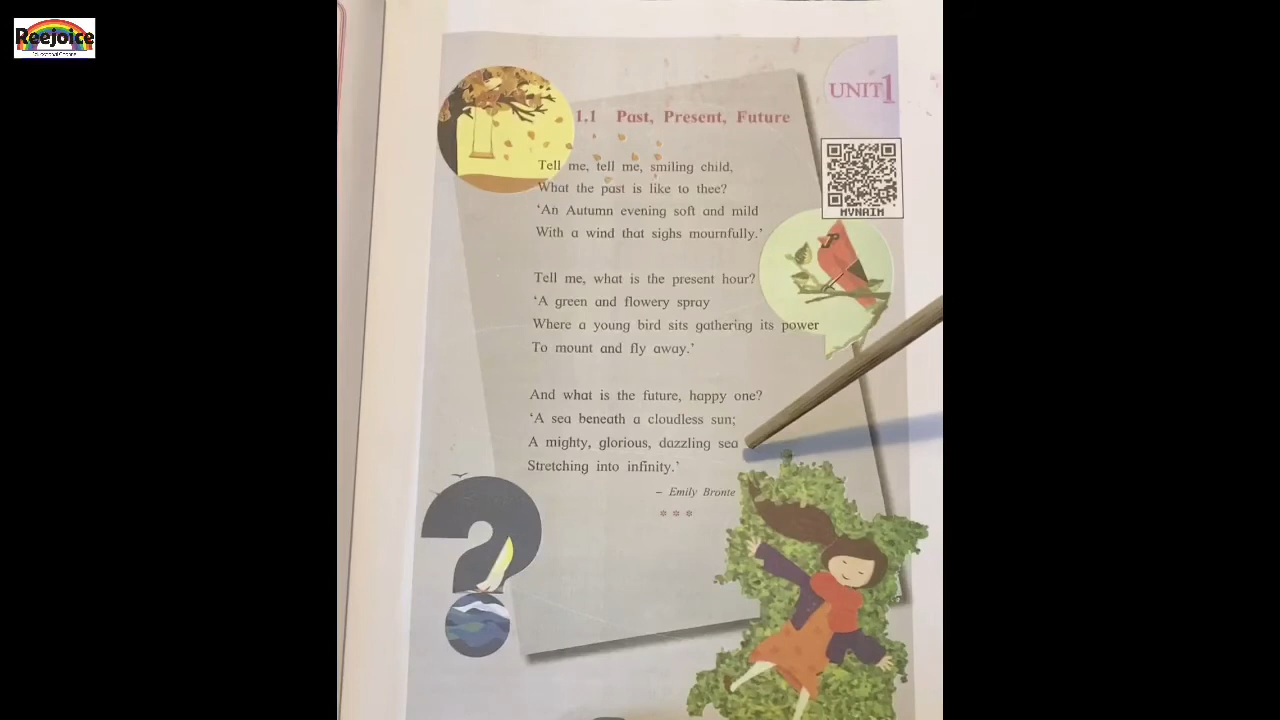 Reejoice
UNIT1
1.1 Past, Present, Future
Tell me, tell me, smiling child,
What the past is like to thee?
‘An Autumn evening soft and mild
With a wind that sighs mournfully.’
Tell me, what is the present hour?
‘A green and flowery spray
Where a young bird sits gathering its power
To mount and fly away.’
And what is the future, happy one?
‘A sea beneath a cloudless sun;
A mighty, glorious, dazzling sea
Stretching into infinity.’
– Emily Bronte
***
MVNAIM
?